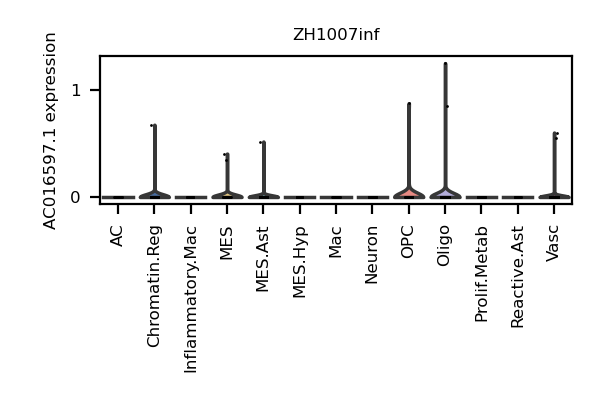 ZH1007inf
AC016597.1 expression
1
0
AC
Chromatin.Reg
Inflammatory.Mac
MES
MES.Ast
MES.Hyp
Mac
Neuron
OPC
Oligo
Prolif.Metab
Reactive.Ast
Vasc